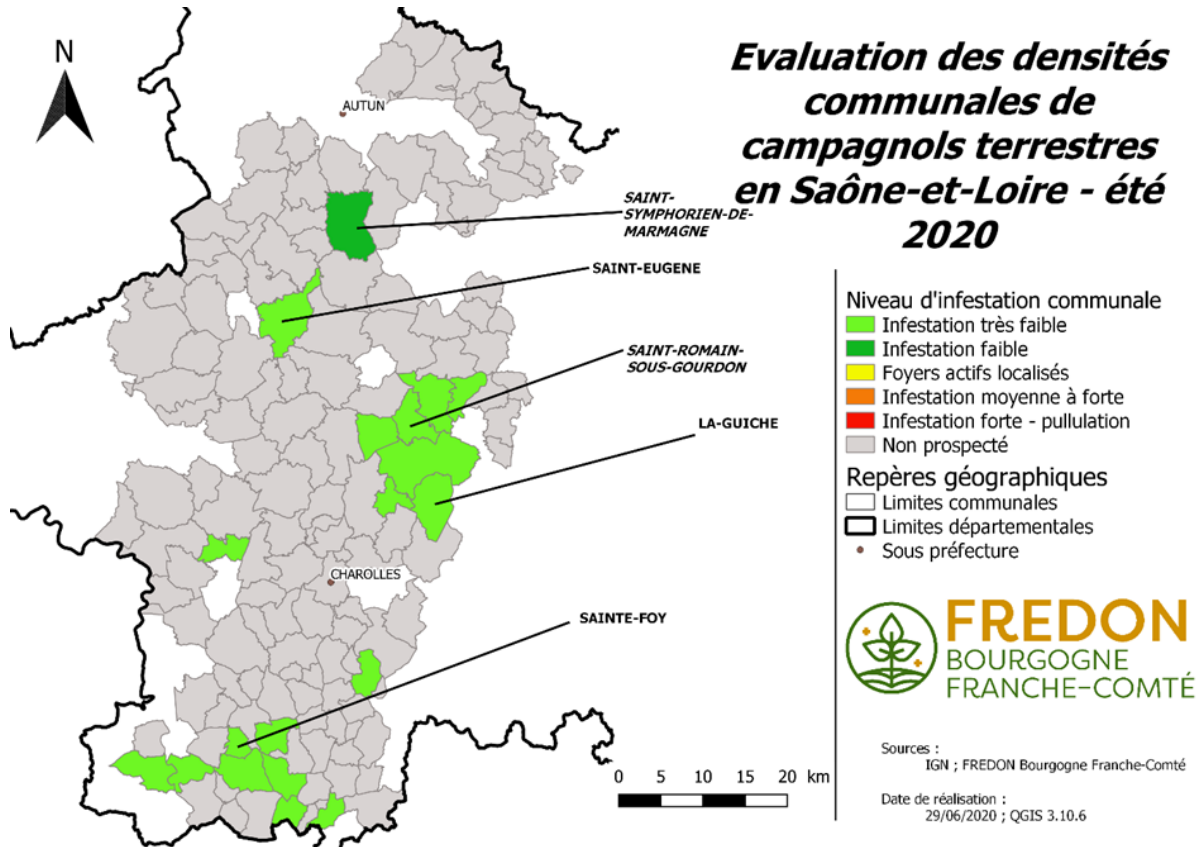 N
Evaluation des densités
communales de
campagnols terrestres
en Saône-et-Loire - été
2020
AUTUN
SAINT-
SYMPHORIEN-DE-
MARMAGNE
SAINT-EUGENE
SAINT-ROMAIN-
SOUS-GOURDON
LA-GUICHE
CHAROLLES
SAINTE-FOY
Niveau d'infestation communale
Infestation très faible
Infestation faible
Foyers actifs localisés
Infestation moyenne à forte
Infestation forte - pullulation
Non prospecté
Repères géographiques
Limites communales
Limites départementales
Sous préfecture
FREDON
BOURGOGNE
FRANCHE-COMTÉ
0 5 10 15 20 km
Sources :
IGN ; FREDON Bourgogne Franche-Comté
Date de réalisation :
29/06/2020 ; QGIS 3.10.6